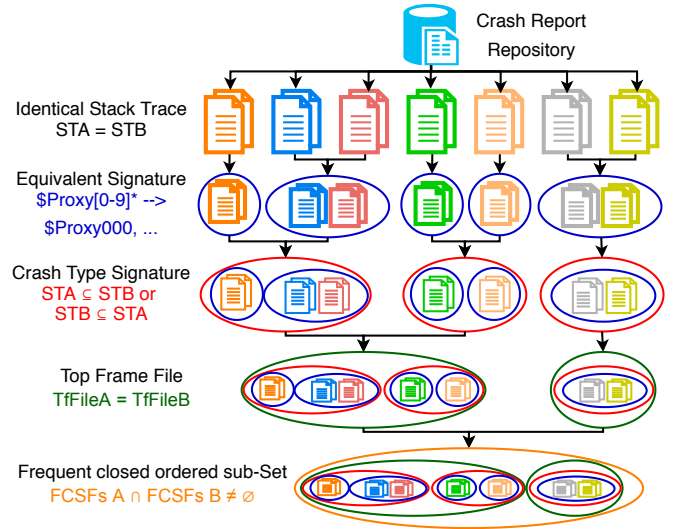 Crash Report
Repository
Identical Stack Trace
STA = STB
Equivalent Signature
$Proxy[0-9]* -->
$Proxy000, ...
Crash Type Signature
STA ⊆ STB or
STB ⊆ STA
Top Frame File
TfFileA = TfFileB
Frequent closed ordered sub-Set
FCSFs A ∩ FCSFs B ≠ ∅